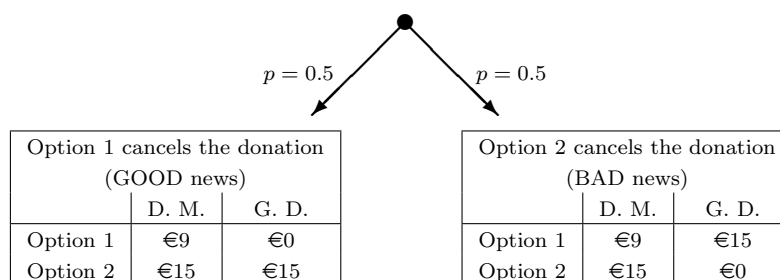 p = 0.5 p = 0.5
Option 1 cancels the donation
(GOOD news)
D. M. G. D.
Option 1 €9 €0
Option 2 €15 €15
Option 2 cancels the donation
(BAD news)
D. M. G. D.
Option 1 €9 €15
Option 2 €15 €0